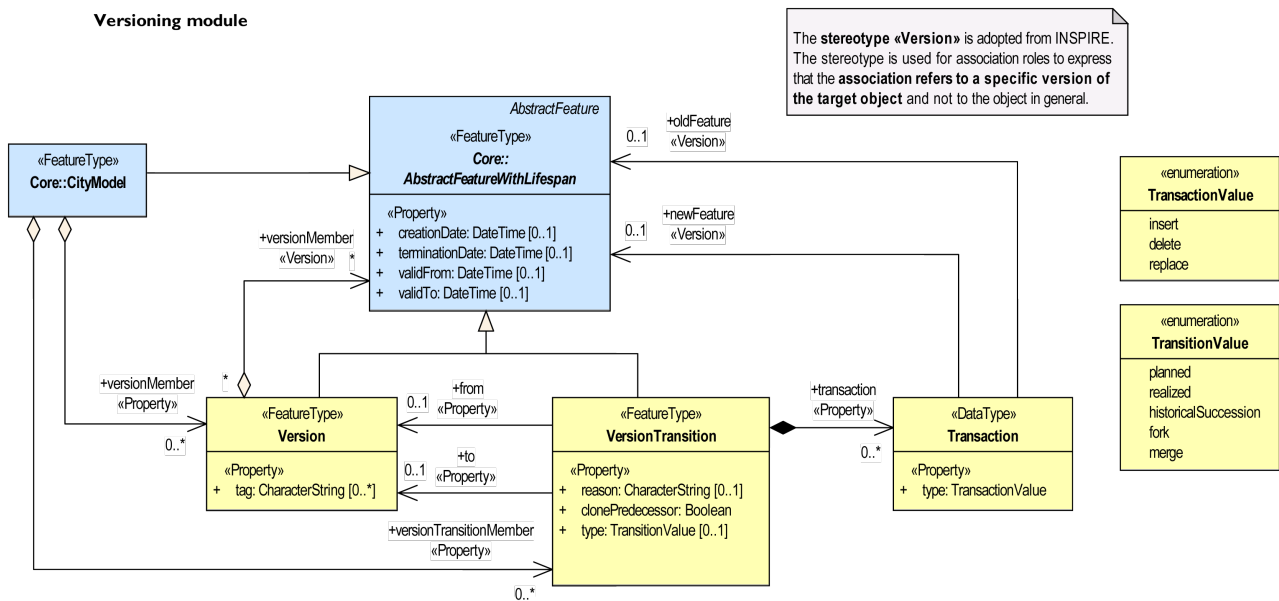 Versioning module
The stereotype «Version» is adopted from INSPIRE.
The stereotype is used for association roles to express
that the association refers to a specific version of
the target object and not to the object in general.
AbstractFeature
«FeatureType»
Core::
AbstractFeatureWithLifespan
«Property»
+ creationDate: DateTime [0..1]
+ terminationDate: DateTime [0..1]
+ validFrom: DateTime [0..1]
+ validTo: DateTime [0..1]
«FeatureType»
Core::CityModel
+oldFeature
0..1
«Version»
+newFeature
0..1
«Version»
«enumeration»
TransactionValue
insert
delete
replace
+versionMember
«Version»
*
«enumeration»
TransitionValue
planned
realized
historicalSuccession
fork
merge
+versionMember
«Property»
0..*
*
+from
0..1
«Property»
+to
0..1
«Property»
+transaction
«Property»
0..*
«FeatureType»
Version
«Property»
+ tag: CharacterString [0..*]
«FeatureType»
VersionTransition
«Property»
+ reason: CharacterString [0..1]
+ clonePredecessor: Boolean
+ type: TransitionValue [0..1]
«DataType»
Transaction
«Property»
+ type: TransactionValue
+versionTransitionMember
«Property»
0..*